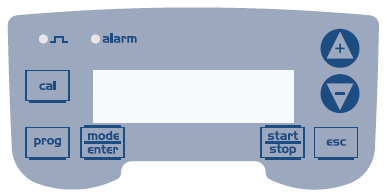 alarm
+
cal
-
prog
mode
enter
start
stop
esc